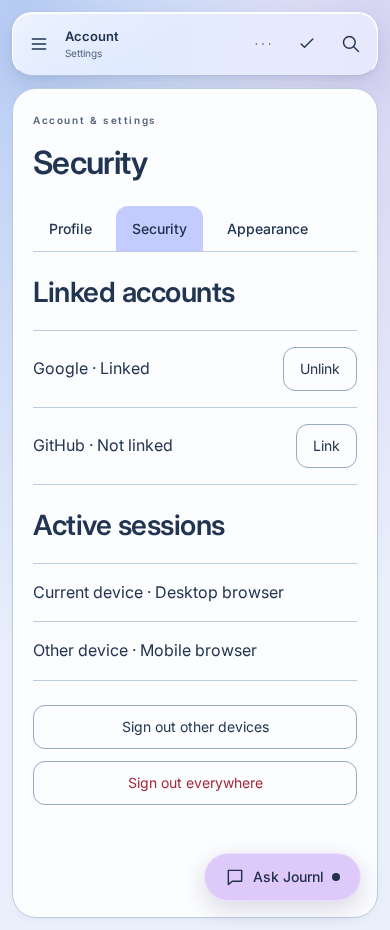 Account
Settings
Account & settings
Security
Profile
Security
Appearance
Linked accounts
Google · Linked
Unlink
GitHub · Not linked
Link
Active sessions
Current device · Desktop browser
Other device · Mobile browser
Sign out other devices
Sign out everywhere
Ask Journl